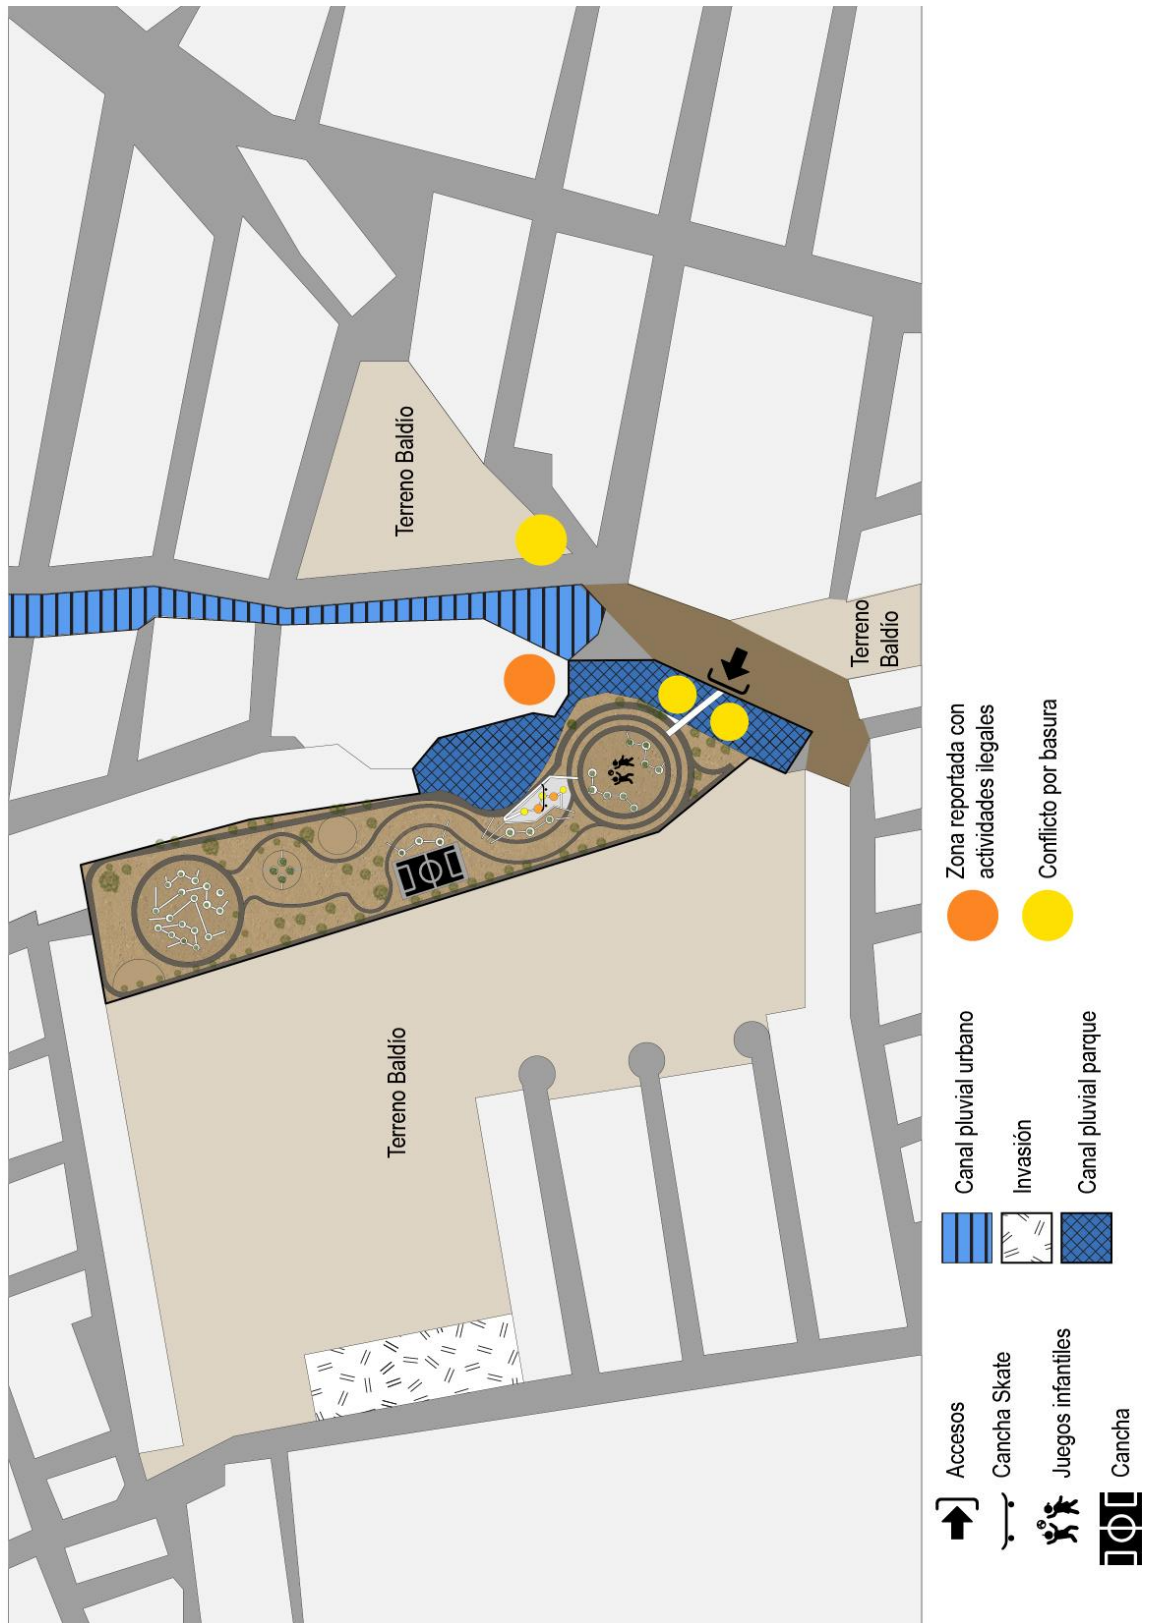 Terreno Baldío
Terreno Baldío
Terreno
Baldío
Accesos
Cancha Skate
Juegos infantiles
Cancha
Canal pluvial urbano
Invasión
Canal pluvial parque
Zona reportada con
actividades ilegales
Conflicto por basura